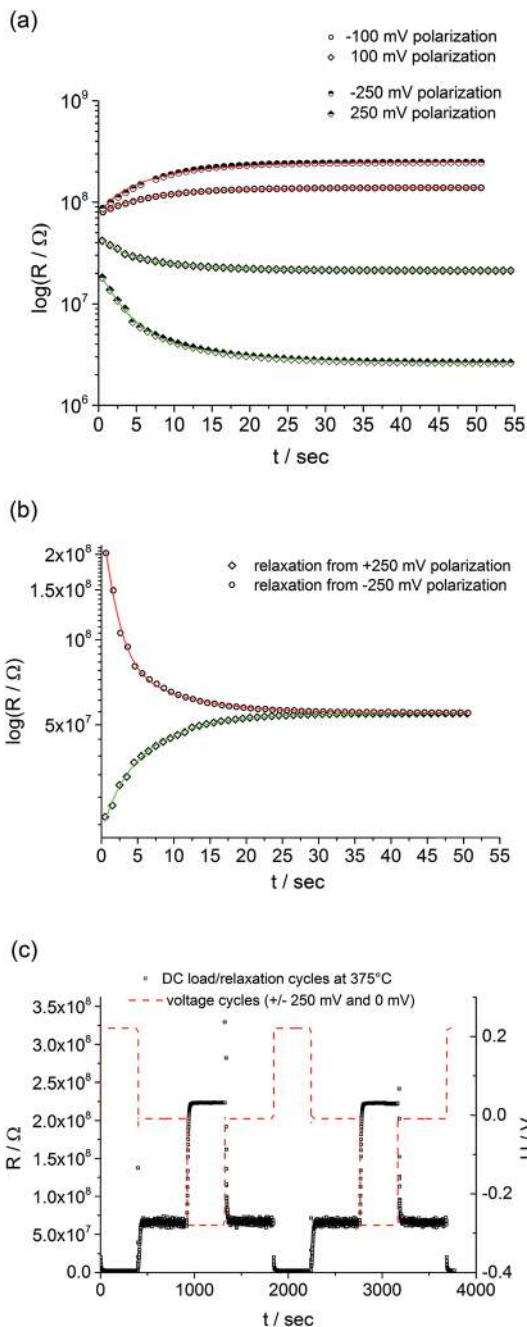 (a)
-100 mV polarization
100 mV polarization
-250 mV polarization
250 mV polarization
10⁹
10⁸
10⁷
10⁶
log(R / Ω)
0 5 10 15 20 25 30 35 40 45 50 55
t / sec
(b)
relaxation from +250 mV polarization
relaxation from -250 mV polarization
2x10⁸
1.5x10⁸
10⁸
5x10⁷
log(R / Ω)
0 5 10 15 20 25 30 35 40 45 50 55
t / sec
(c)
DC load/relaxation cycles at 375°C
voltage cycles (+/- 250 mV and 0 mV)
3.5x10⁸
3.0x10⁸
2.5x10⁸
2.0x10⁸
1.5x10⁸
1.0x10⁸
5.0x10⁷
0.0
R / Ω
0.2
0.0
-0.2
-0.4
U / V
0 1000 2000 3000 4000
t / sec